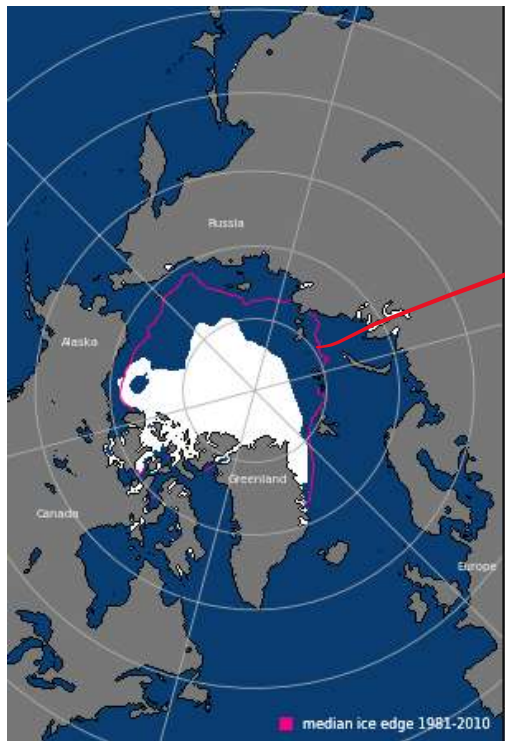 Russia
Alaska
Greenland
Canada
Europe
median ice edge 1981-2010